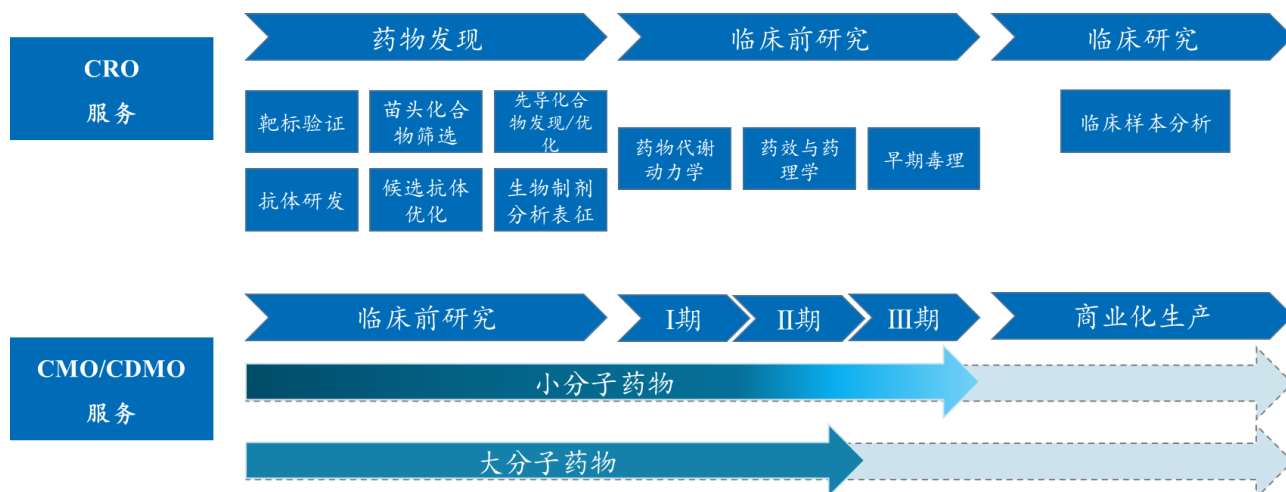 CRO
服务
药物发现
临床前研究
临床研究
靶标验证
苗头化合
物筛选
先导化合
物发现/优
化
抗体研发
候选抗体
优化
生物制剂
分析表征
药物代谢
动力学
药效与药
理学
早期毒理
临床样本分析
CMO/CDMO
服务
临床前研究
I期
II期
III期
商业化生产
小分子药物
大分子药物